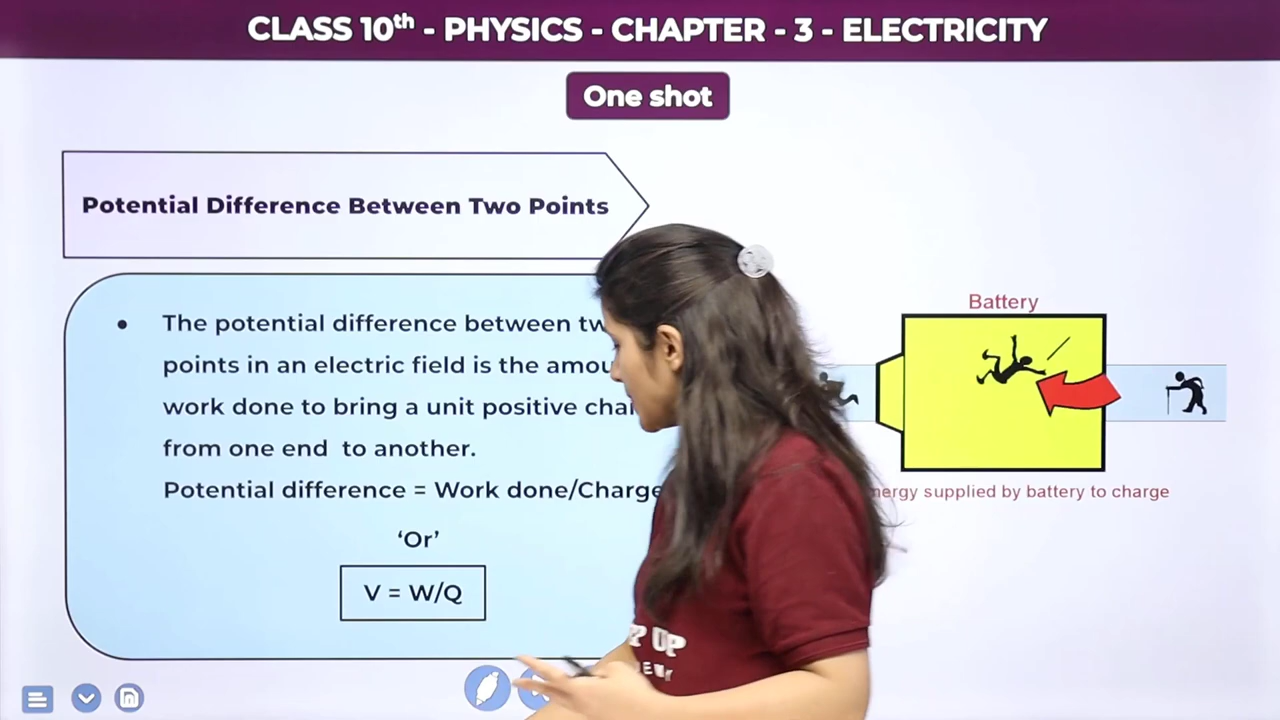 CLASS 10th - PHYSICS - CHAPTER - 3 - ELECTRICITY
One shot
Potential Difference Between Two Points
The potential difference between
points in an electric field is the
work done to bring a unit positive
from one end to another.
Potential difference = Work done/Charge
‘Or’
V = W/Q
Battery
supplied by battery to charge
UP